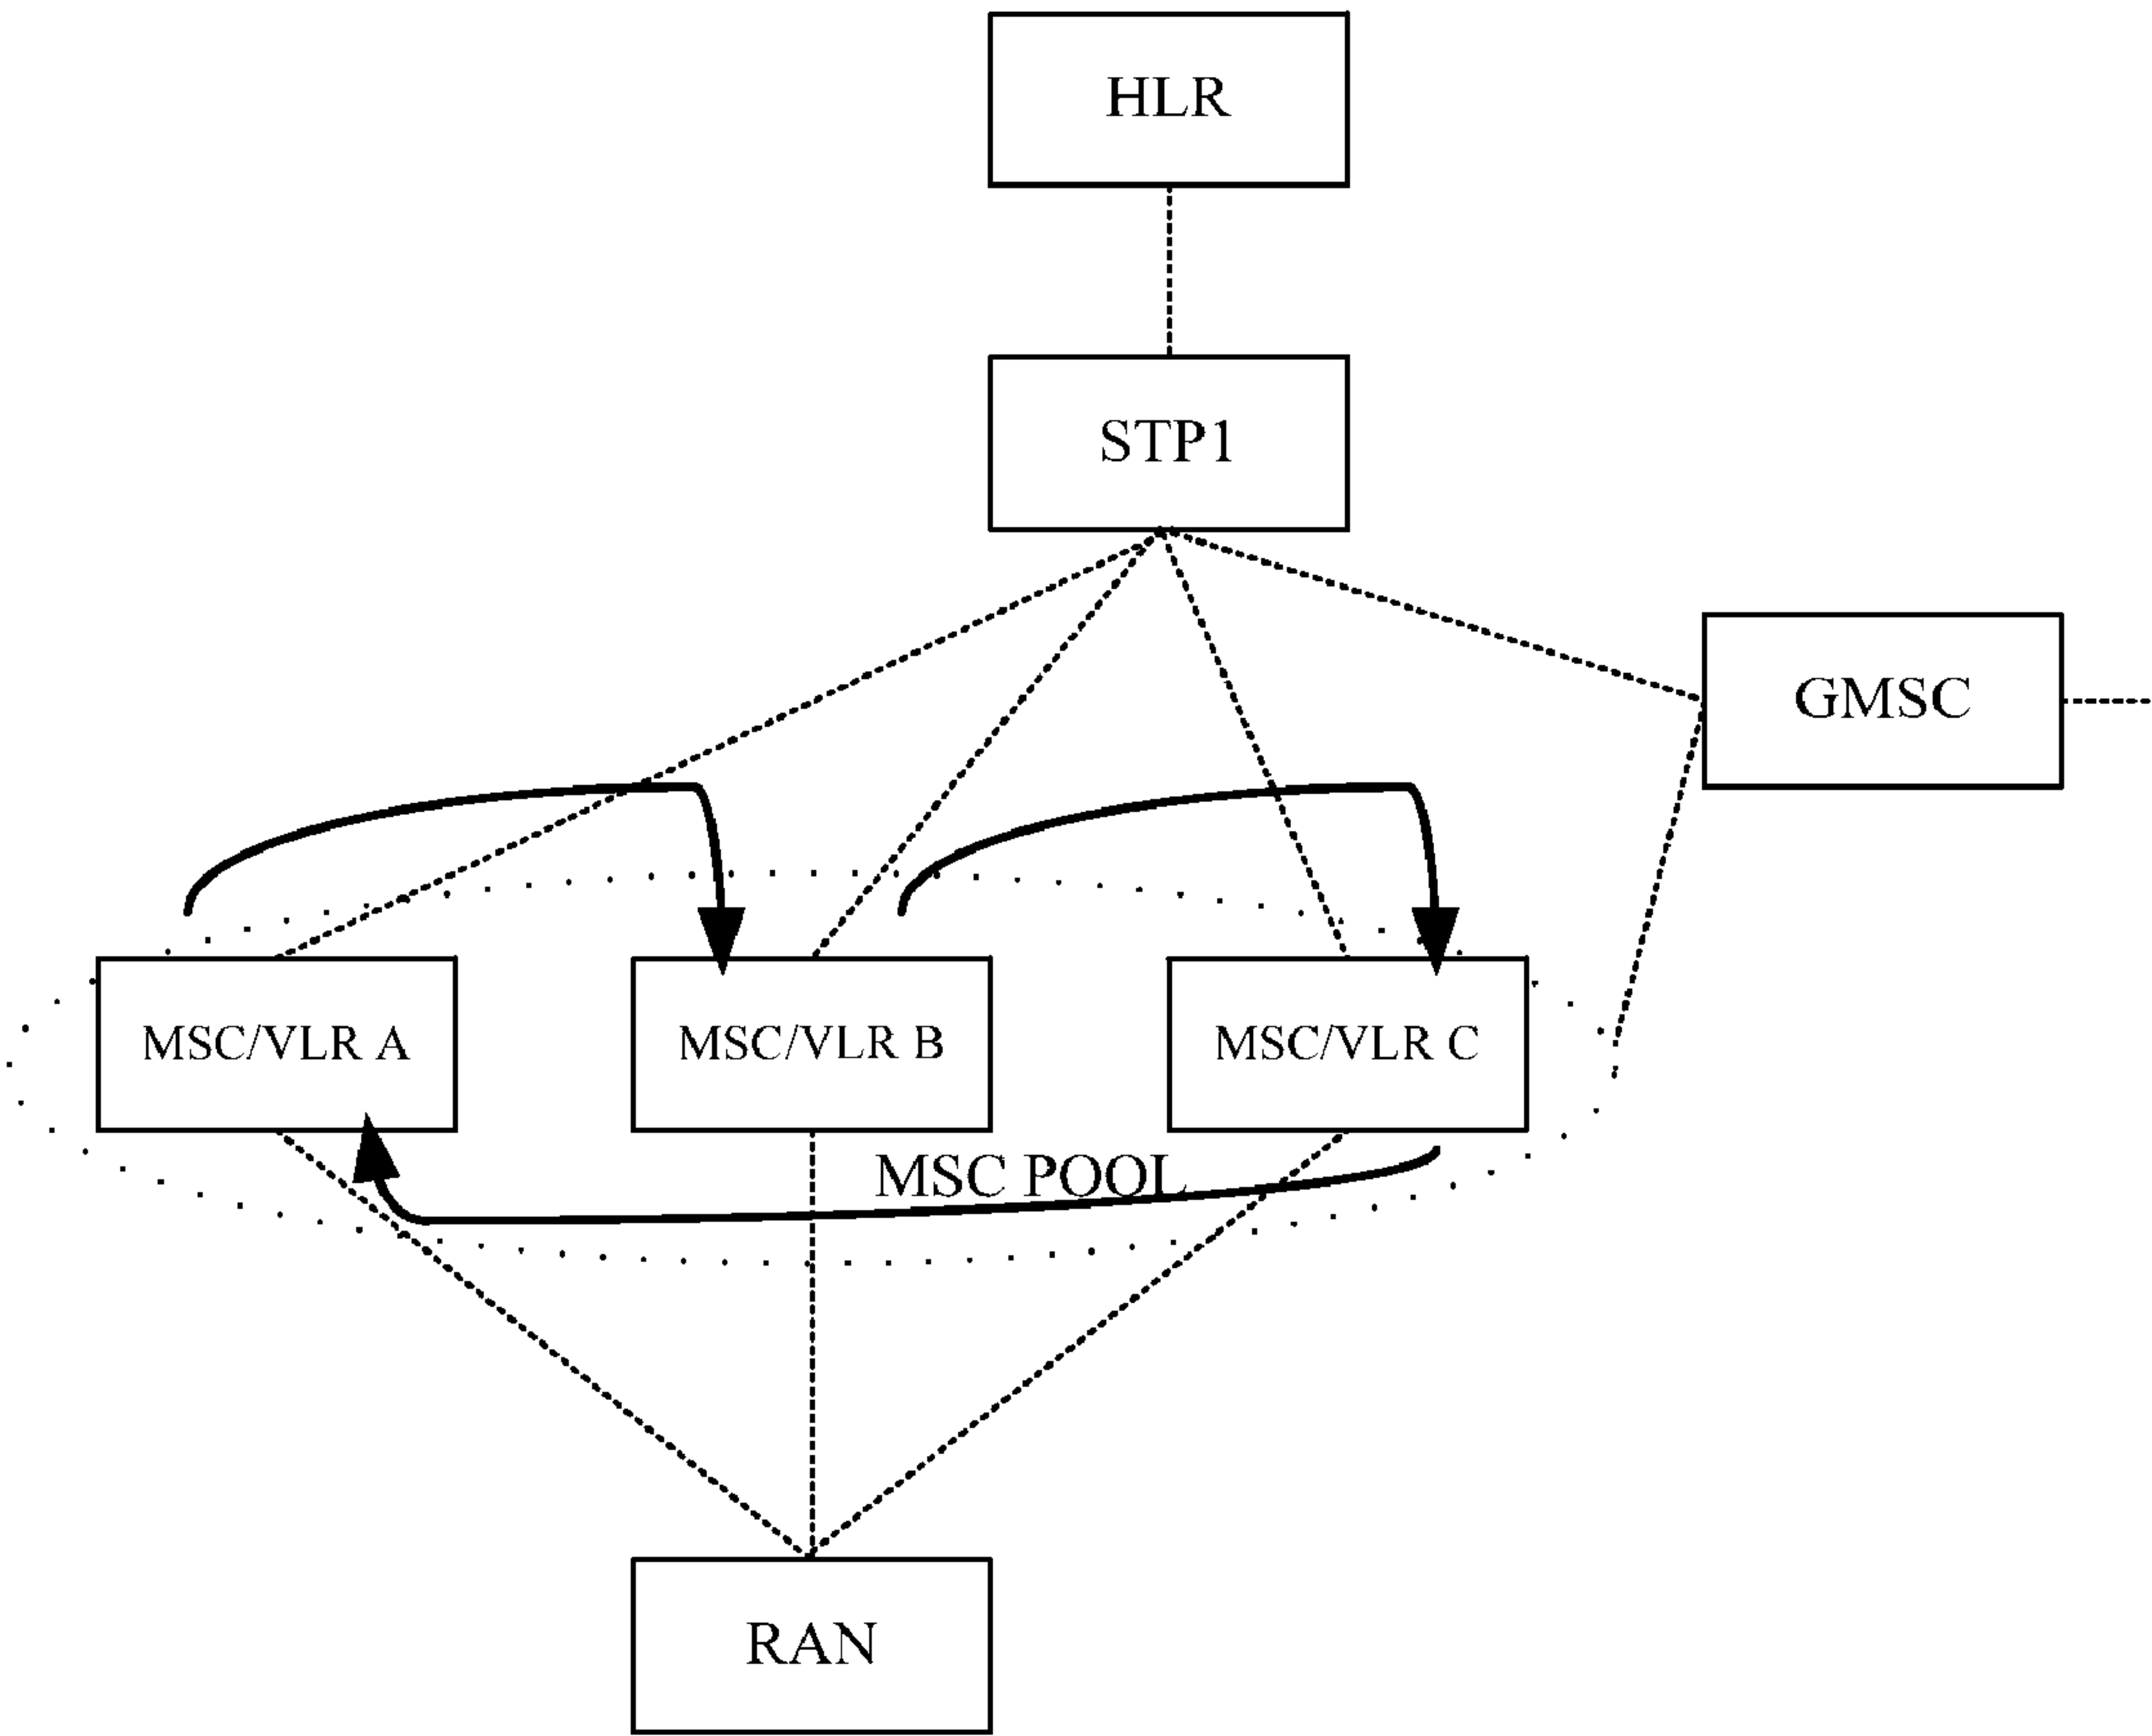 HLR
STP1
GMSC
MSC/VLR A
MSC/VLR B
MSC/VLR C
MSC POOL
RAN